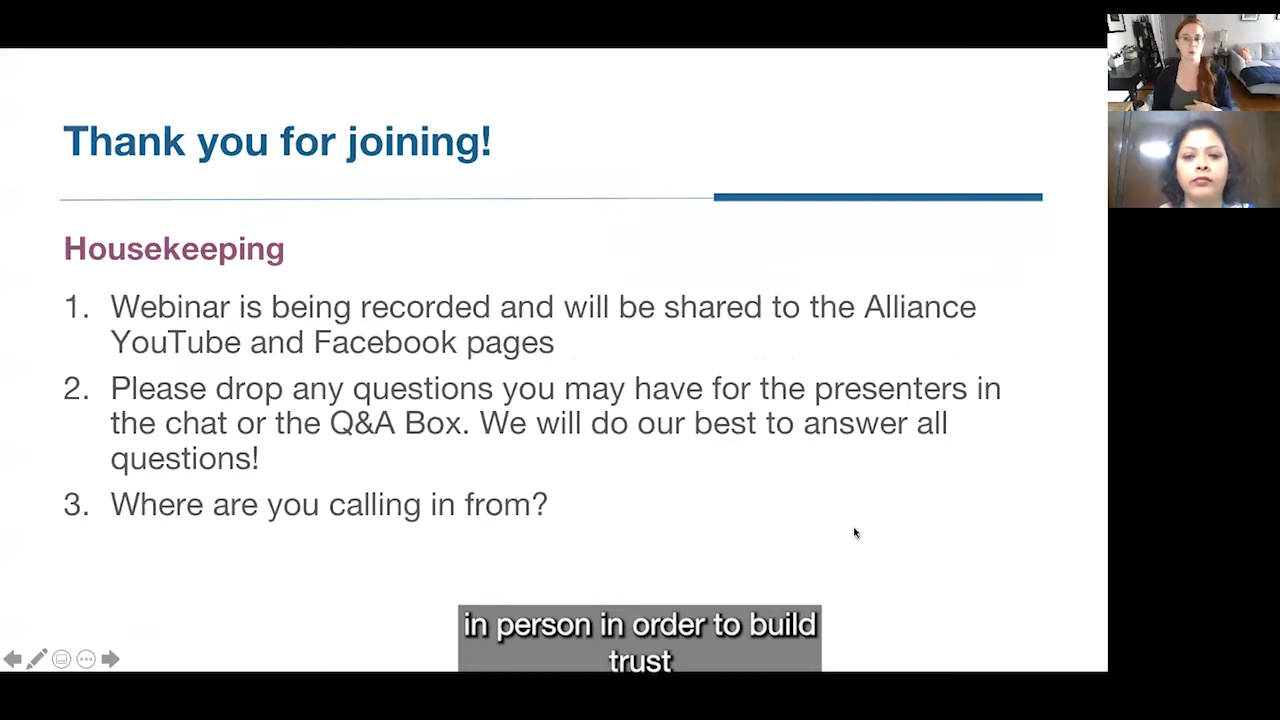 Thank you for joining!
Housekeeping
1. Webinar is being recorded and will be shared to the Alliance
YouTube and Facebook pages
2. Please drop any questions you may have for the presenters in
the chat or the Q&A Box. We will do our best to answer all
questions!
3. Where are you calling in from?
in person in order to build
trust